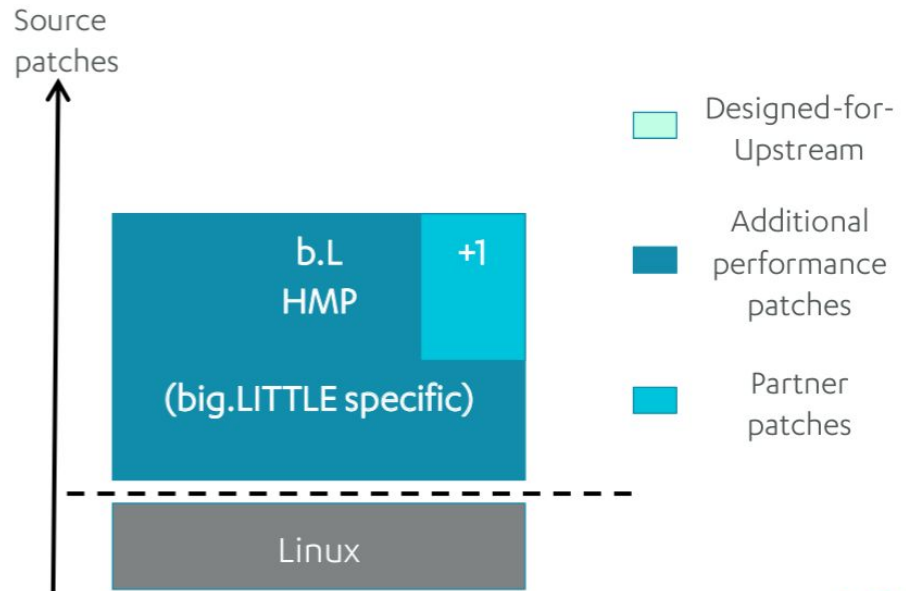 Source
patches
b.L
HMP
+1
(big.LITTLE specific)
Linux
Designed-for-
Upstream
Additional
performance
patches
Partner
patches